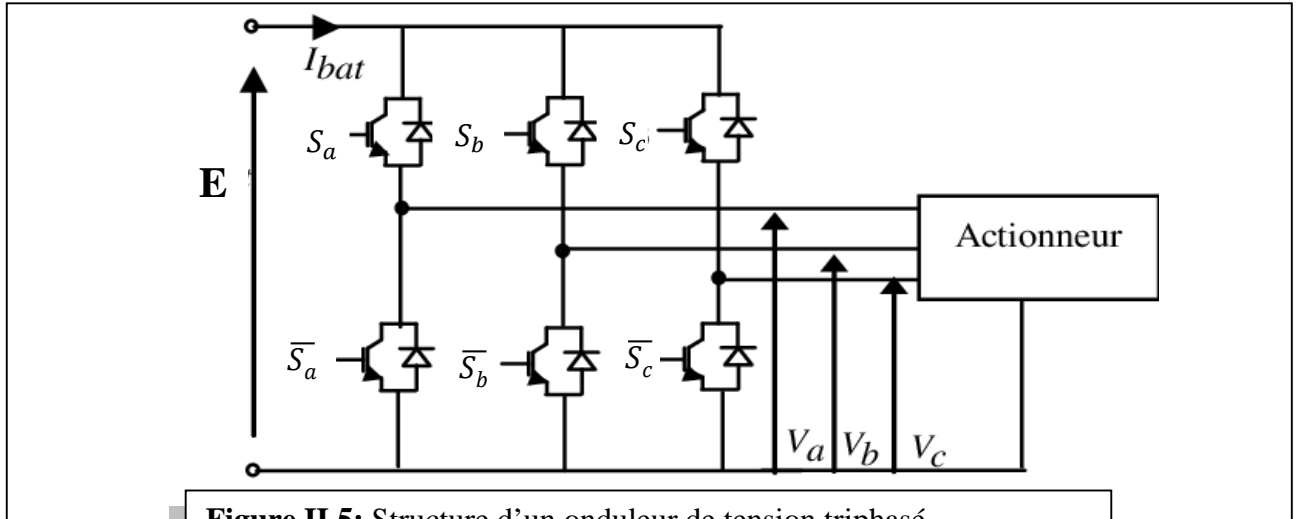 I_bat
S_a S_b S_c
E
Actionneur
S̅_a S̅_b S̅_c
V_a V_b V_c
Figure II.5: Structure d'un onduleur de tension triphasé